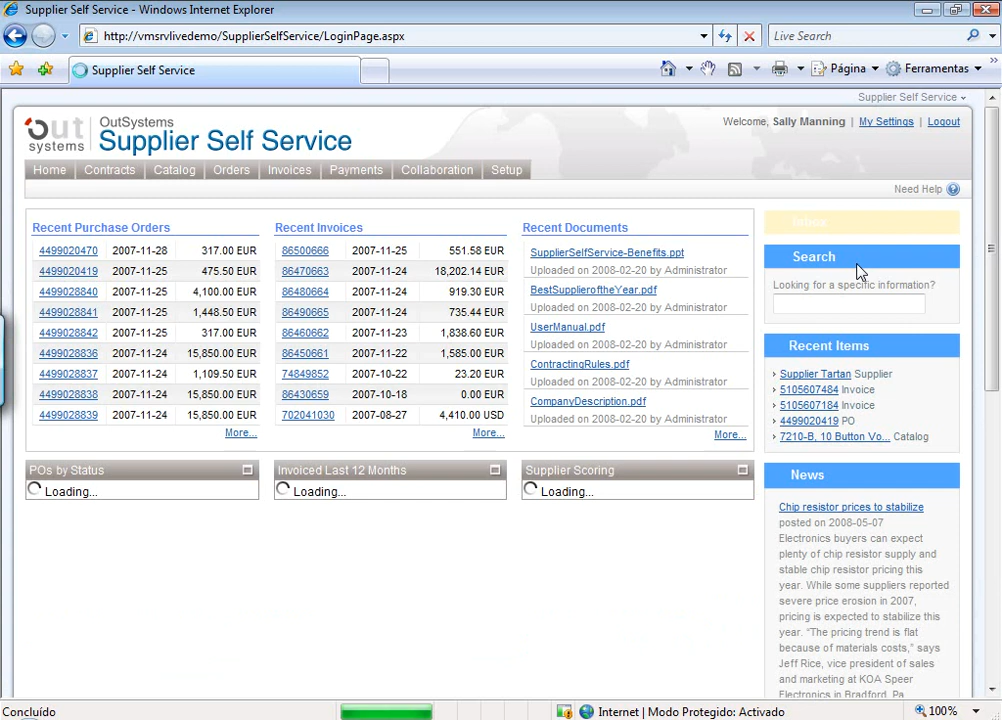 Supplier Self Service - Windows Internet Explorer
http://vmsrvlivedemo/SupplierSelfService/LoginPage.aspx
Live Search
Supplier Self Service
Página
Ferramentas
Supplier Self Service
Out systems
OutSystems
Supplier Self Service
Welcome, Sally Manning | My Settings | Logout
Home Contracts Catalog Orders Invoices Payments Collaboration Setup
Need Help
Recent Purchase Orders
4499020470 2007-11-28 317.00 EUR
4499020419 2007-11-25 475.50 EUR
4499028840 2007-11-25 4,100.00 EUR
4499028841 2007-11-25 1,448.50 EUR
4499028842 2007-11-25 317.00 EUR
4499028836 2007-11-24 15,850.00 EUR
4499028837 2007-11-24 1,109.50 EUR
4499028838 2007-11-24 15,850.00 EUR
4499028839 2007-11-24 15,850.00 EUR
More...
Recent Invoices
86500666 2007-11-25 551.58 EUR
86470663 2007-11-24 18,202.14 EUR
86480664 2007-11-24 919.30 EUR
86490665 2007-11-24 735.44 EUR
86460662 2007-11-23 1,838.60 EUR
86450661 2007-11-22 1,585.00 EUR
74849852 2007-10-22 23.20 EUR
86430659 2007-10-18 0.00 EUR
702041030 2007-08-27 4,410.00 USD
More...
Recent Documents
SupplierSelfService-Benefits.ppt
Uploaded on 2008-02-20 by Administrator
BestSupplieroftheYear.pdf
Uploaded on 2008-02-20 by Administrator
UserManual.pdf
Uploaded on 2008-02-20 by Administrator
ContractingRules.pdf
Uploaded on 2008-02-20 by Administrator
CompanyDescription.pdf
Uploaded on 2008-02-20 by Administrator
More...
POs by Status
Loading...
Invoiced Last 12 Months
Loading...
Supplier Scoring
Loading...
Inbox
Search
Looking for a specific information?
Recent Items
Supplier Tartan Supplier
5105607484 Invoice
5105607184 Invoice
4499020419 PO
7210-B, 10 Button Vo... Catalog
News
Chip resistor prices to stabilize
posted on 2008-05-07
Electronics buyers can expect
plenty of chip resistor supply and
stable chip resistor pricing this
year. While some suppliers reported
severe price erosion in 2007,
pricing is expected to stabilize this
year. “The pricing trend is flat
because of materials costs,” says
Jeff Rice, vice president of sales
and marketing at KOA Speer
Electronics in Bradford, Pa.
Concluído
Internet | Modo Protegido: Activado
100%